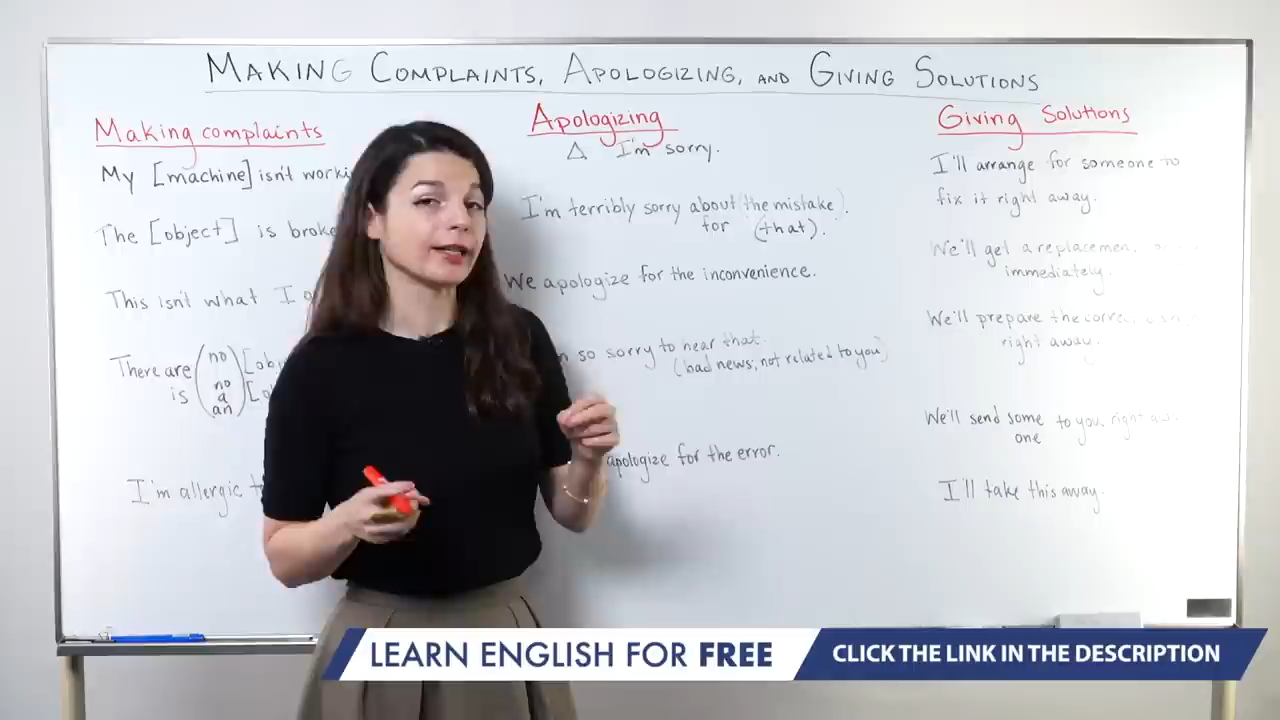 MAKING COMPLAINTS, APOLOGIZING, AND GIVING SOLUTIONS
Making complaints
My [machine] isn't
The [object] is
This isn't what I
There are
is
no
no
a
an
I'm allergic
Apologizing
△ I'm sorry.
I'm terribly sorry about (the mistake).
for (that).
We apologize for the inconvenience.
so sorry to hear that.
(bad news; not related to you)
apologize for the error.
Giving Solutions
I'll arrange for someone to
fix it right away.
We'll get a
immediately.
We'll prepare the
right away.
We'll send some to you right
one
I'll take this away.
LEARN ENGLISH FOR FREE
CLICK THE LINK IN THE DESCRIPTION